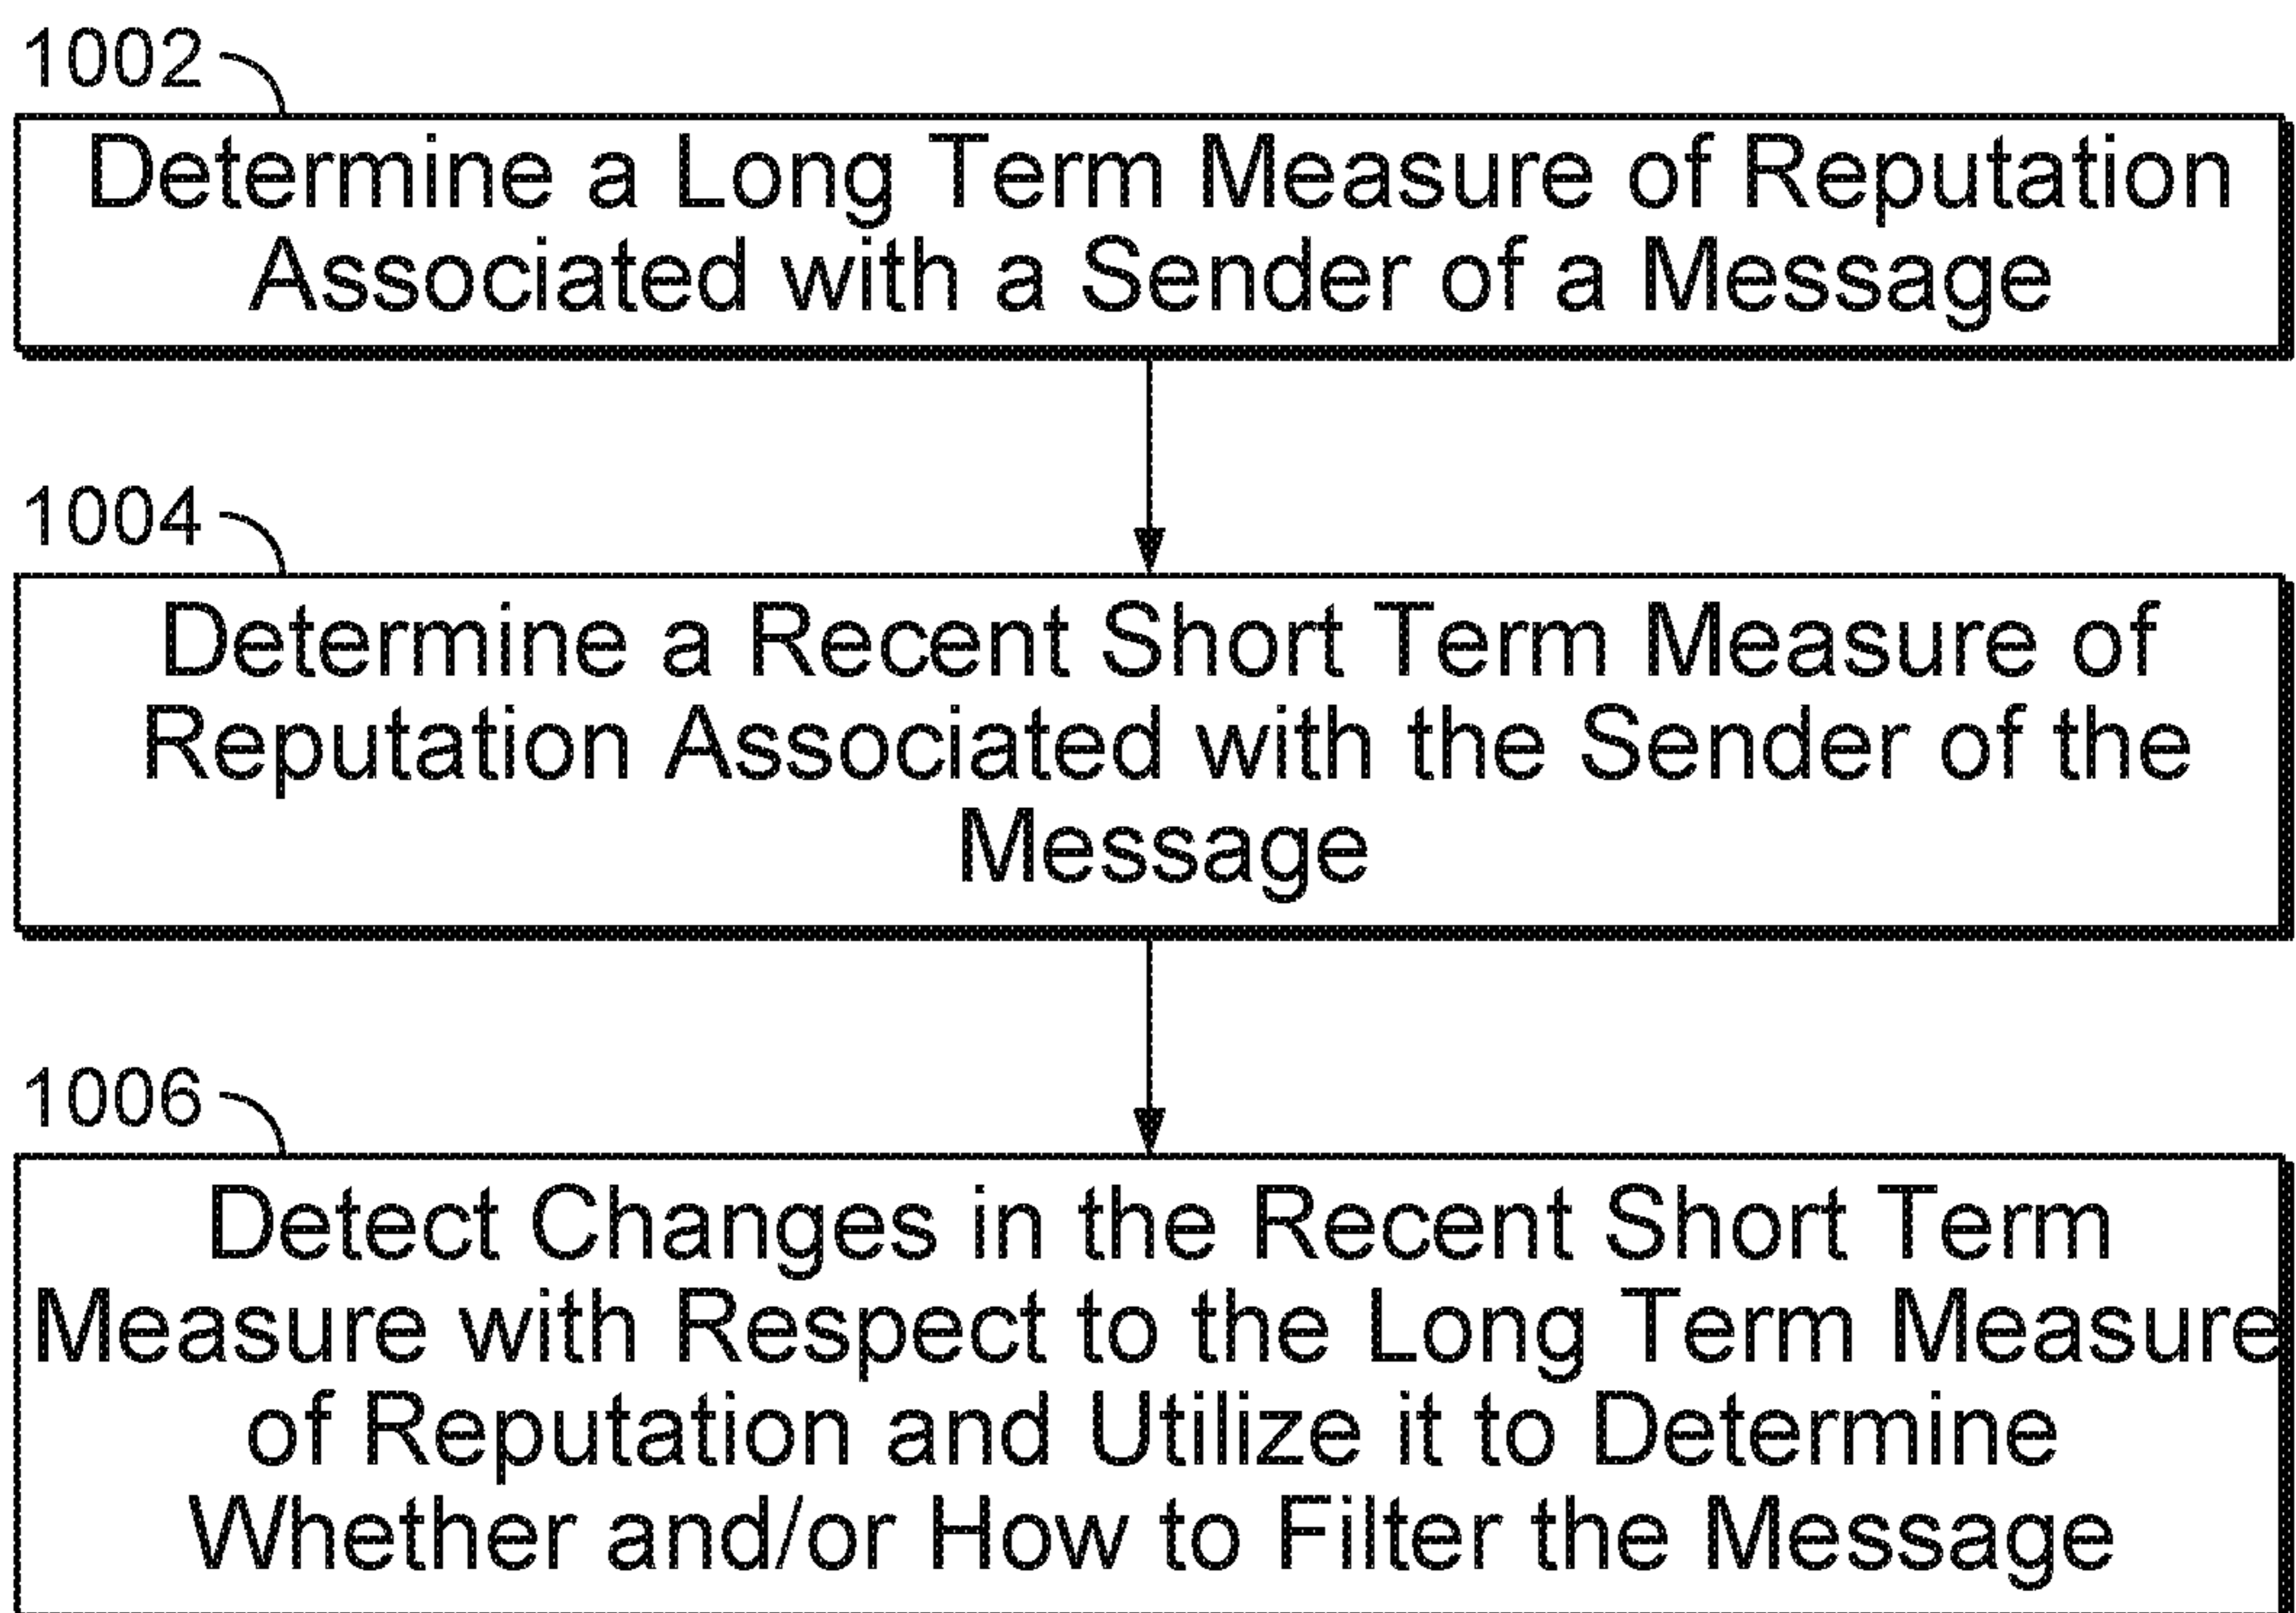 1002
Determine a Long Term Measure of Reputation
Associated with a Sender of a Message
1004
Determine a Recent Short Term Measure of
Reputation Associated with the Sender of the
Message
1006
Detect Changes in the Recent Short Term
Measure with Respect to the Long Term Measure
of Reputation and Utilize it to Determine
Whether and/or How to Filter the Message